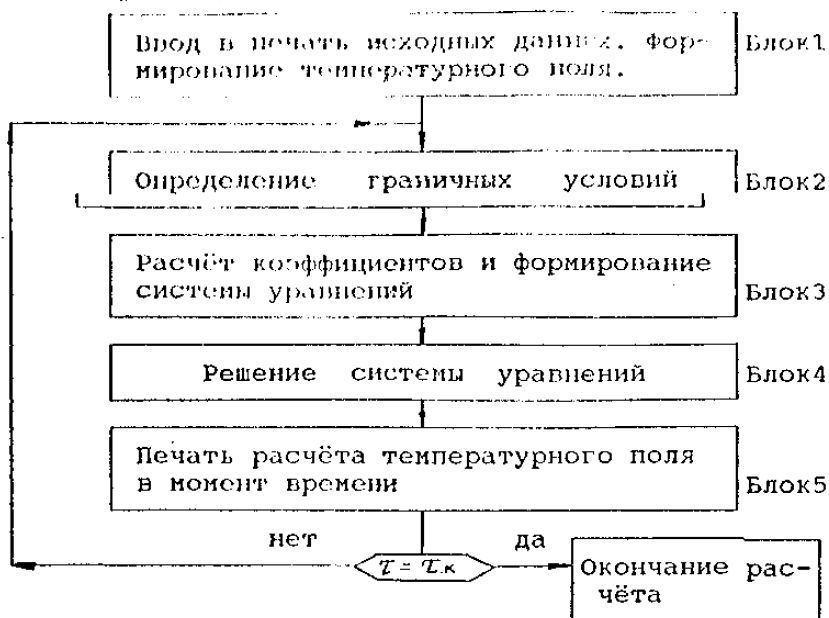 Ввод в печать исходных данных. Фор-
мирование температурного поля.
Блок1
Определение граничных условий
Блок2
Расчёт коэффициентов и формирование
системы уравнений
Блок3
Решение системы уравнений
Блок4
Печать расчёта температурного поля
в момент времени
Блок5
нет
да
τ = τ.к
Окончание рас-
чёта